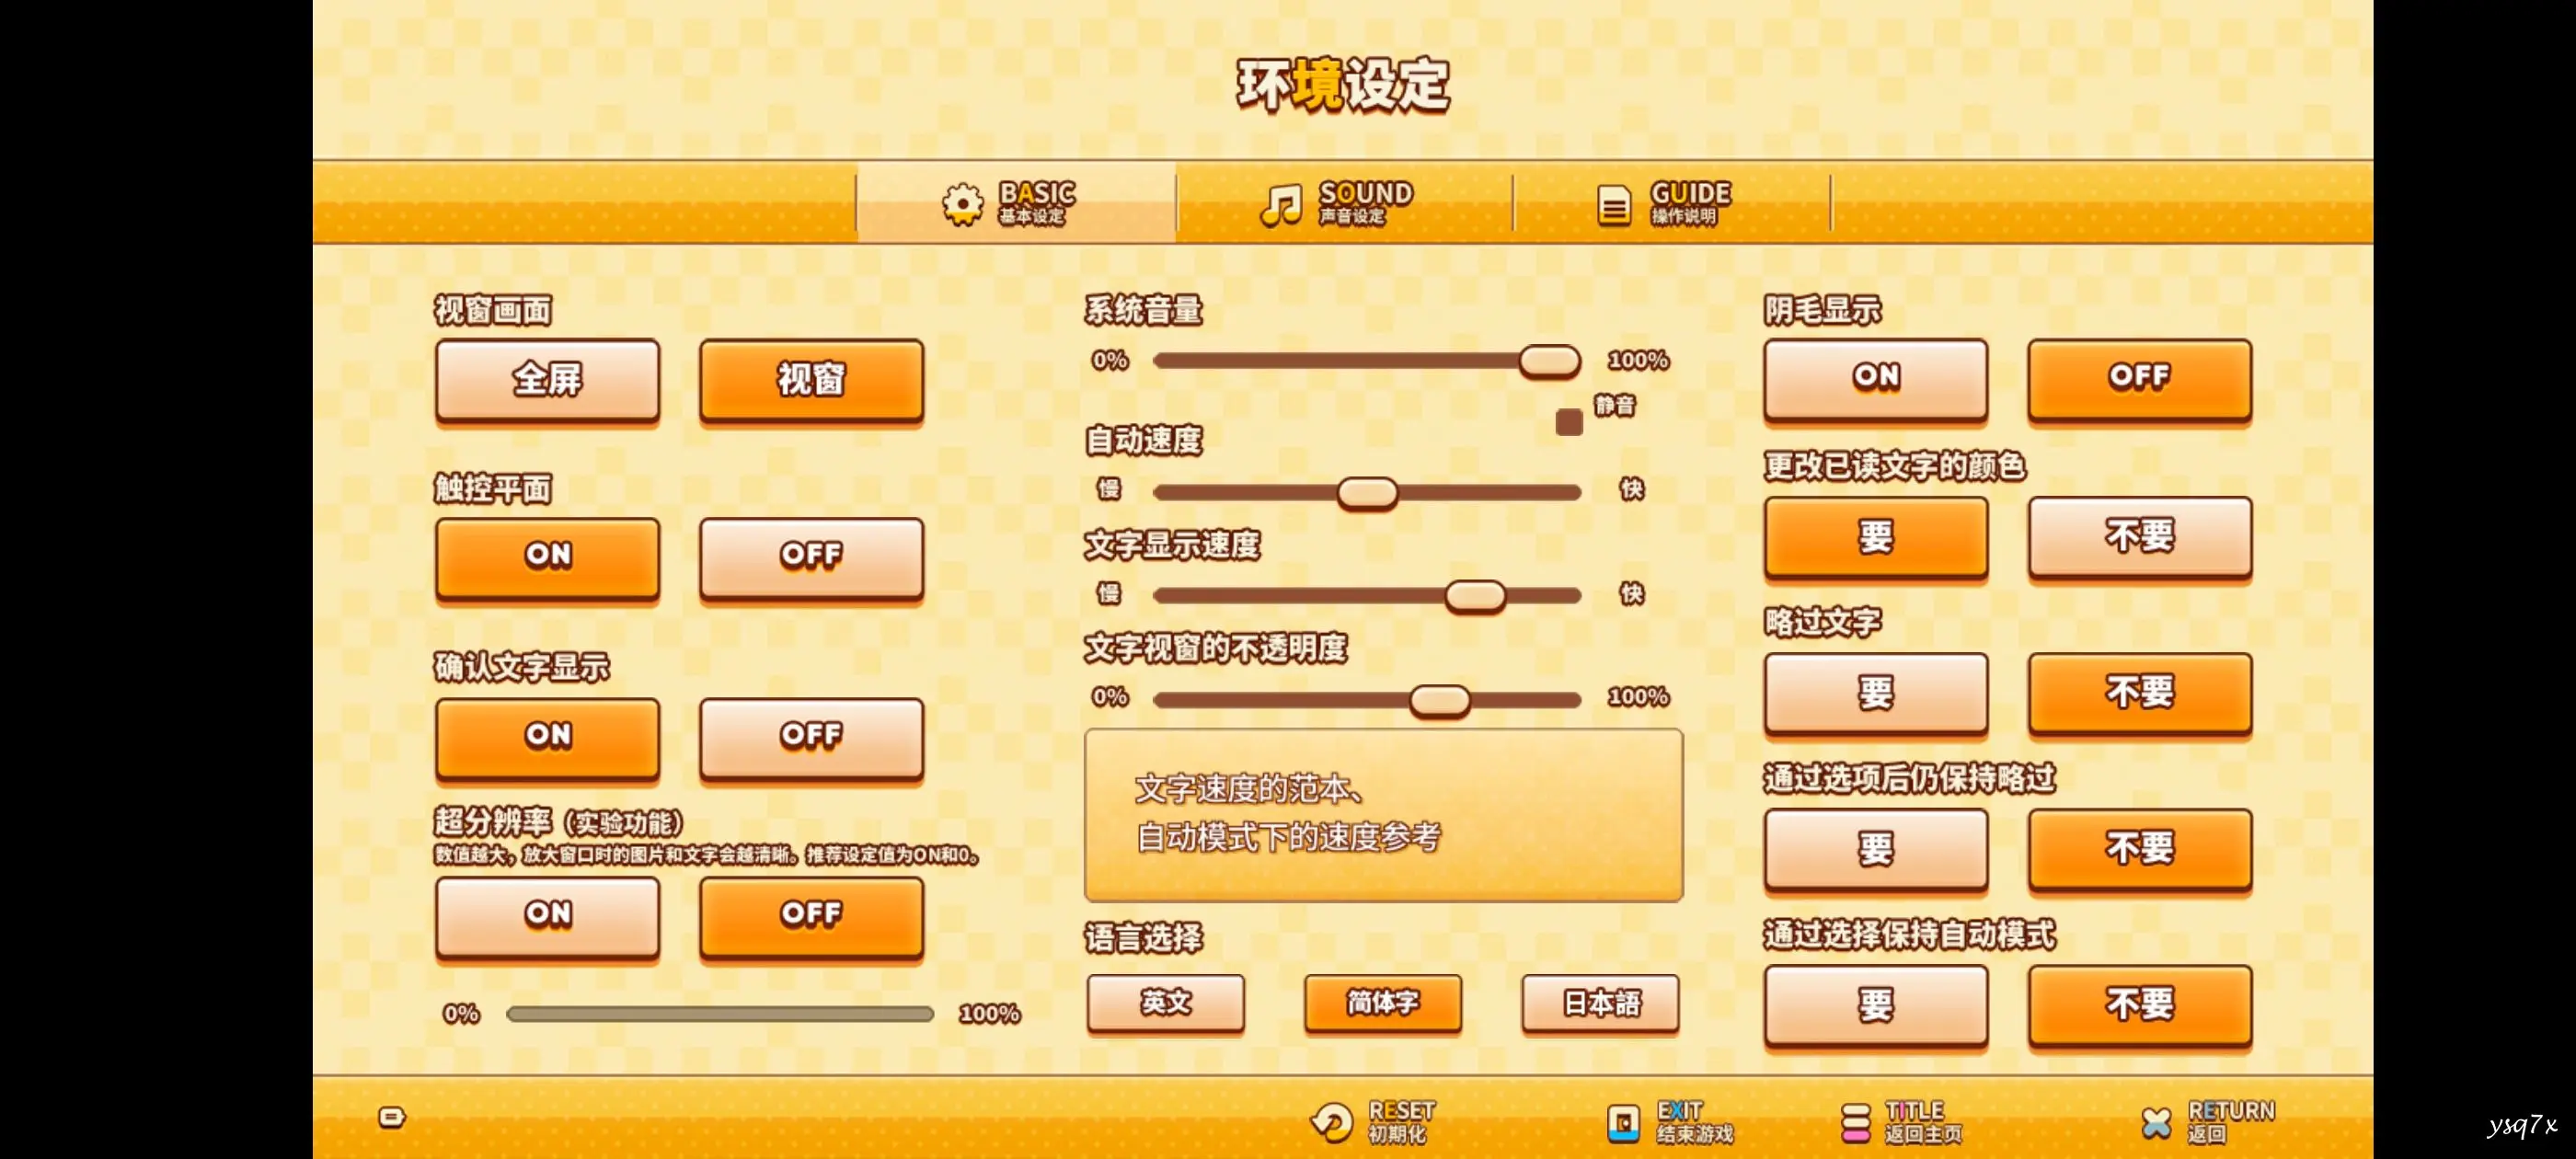 环境设定
BASIC
基本设定
SOUND
声音设定
GUIDE
操作说明
视窗画面
全屏
视窗
触控平面
ON
OFF
确认文字显示
ON
OFF
超分辨率（实验功能）
数值越大，放大窗口时的图片和文字会越清晰。推荐设定值为ON和0。
ON
OFF
0%
100%
系统音量
0%
100%
静音
自动速度
慢
快
文字显示速度
慢
快
文字视窗的不透明度
0%
100%
文字速度的范本、
自动模式下的速度参考
语言选择
英文
简体字
日本語
阴毛显示
ON
OFF
更改已读文字的颜色
要
不要
略过文字
要
不要
通过选项后仍保持略过
要
不要
通过选择保持自动模式
要
不要
RESET
初期化
EXIT
结束游戏
TITLE
返回主页
RETURN
返回
ysq7x